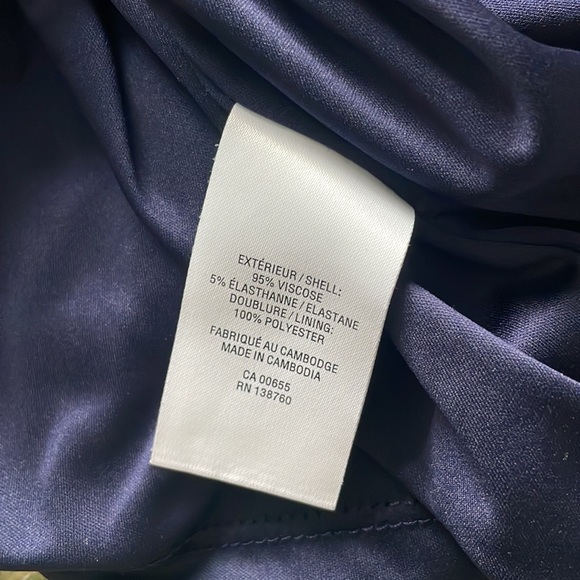 EXTÉRIEUR / SHELL:
95% VISCOSE
5% ÉLASTHANNE / ELASTANE
DOUBLURE / LINING:
100% POLYESTER
FABRIQUÉ AU CAMBODGE
MADE IN CAMBODIA
CA 00655
RN 138760